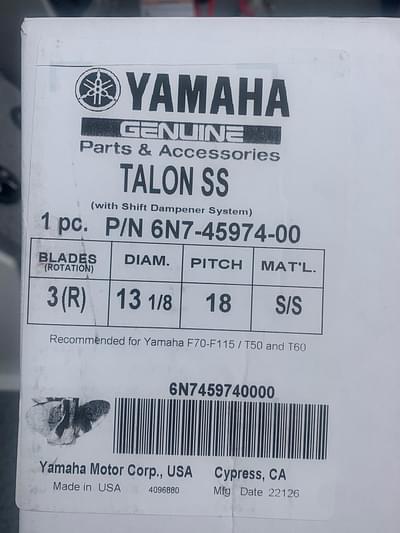 YAMAHA
GENUINE
Parts & Accessories
TALON SS
(with Shift Dampener System)
1 pc. P/N 6N7-45974-00
BLADES (ROTATION) DIAM. PITCH MAT'L.
3 (R) 13 1/8 18 S/S
Recommended for Yamaha F70-F115 / T50 and T60
6N7459740000
Yamaha Motor Corp., USA Cypress, CA
Made in USA 4096880 Mfg Date 22126